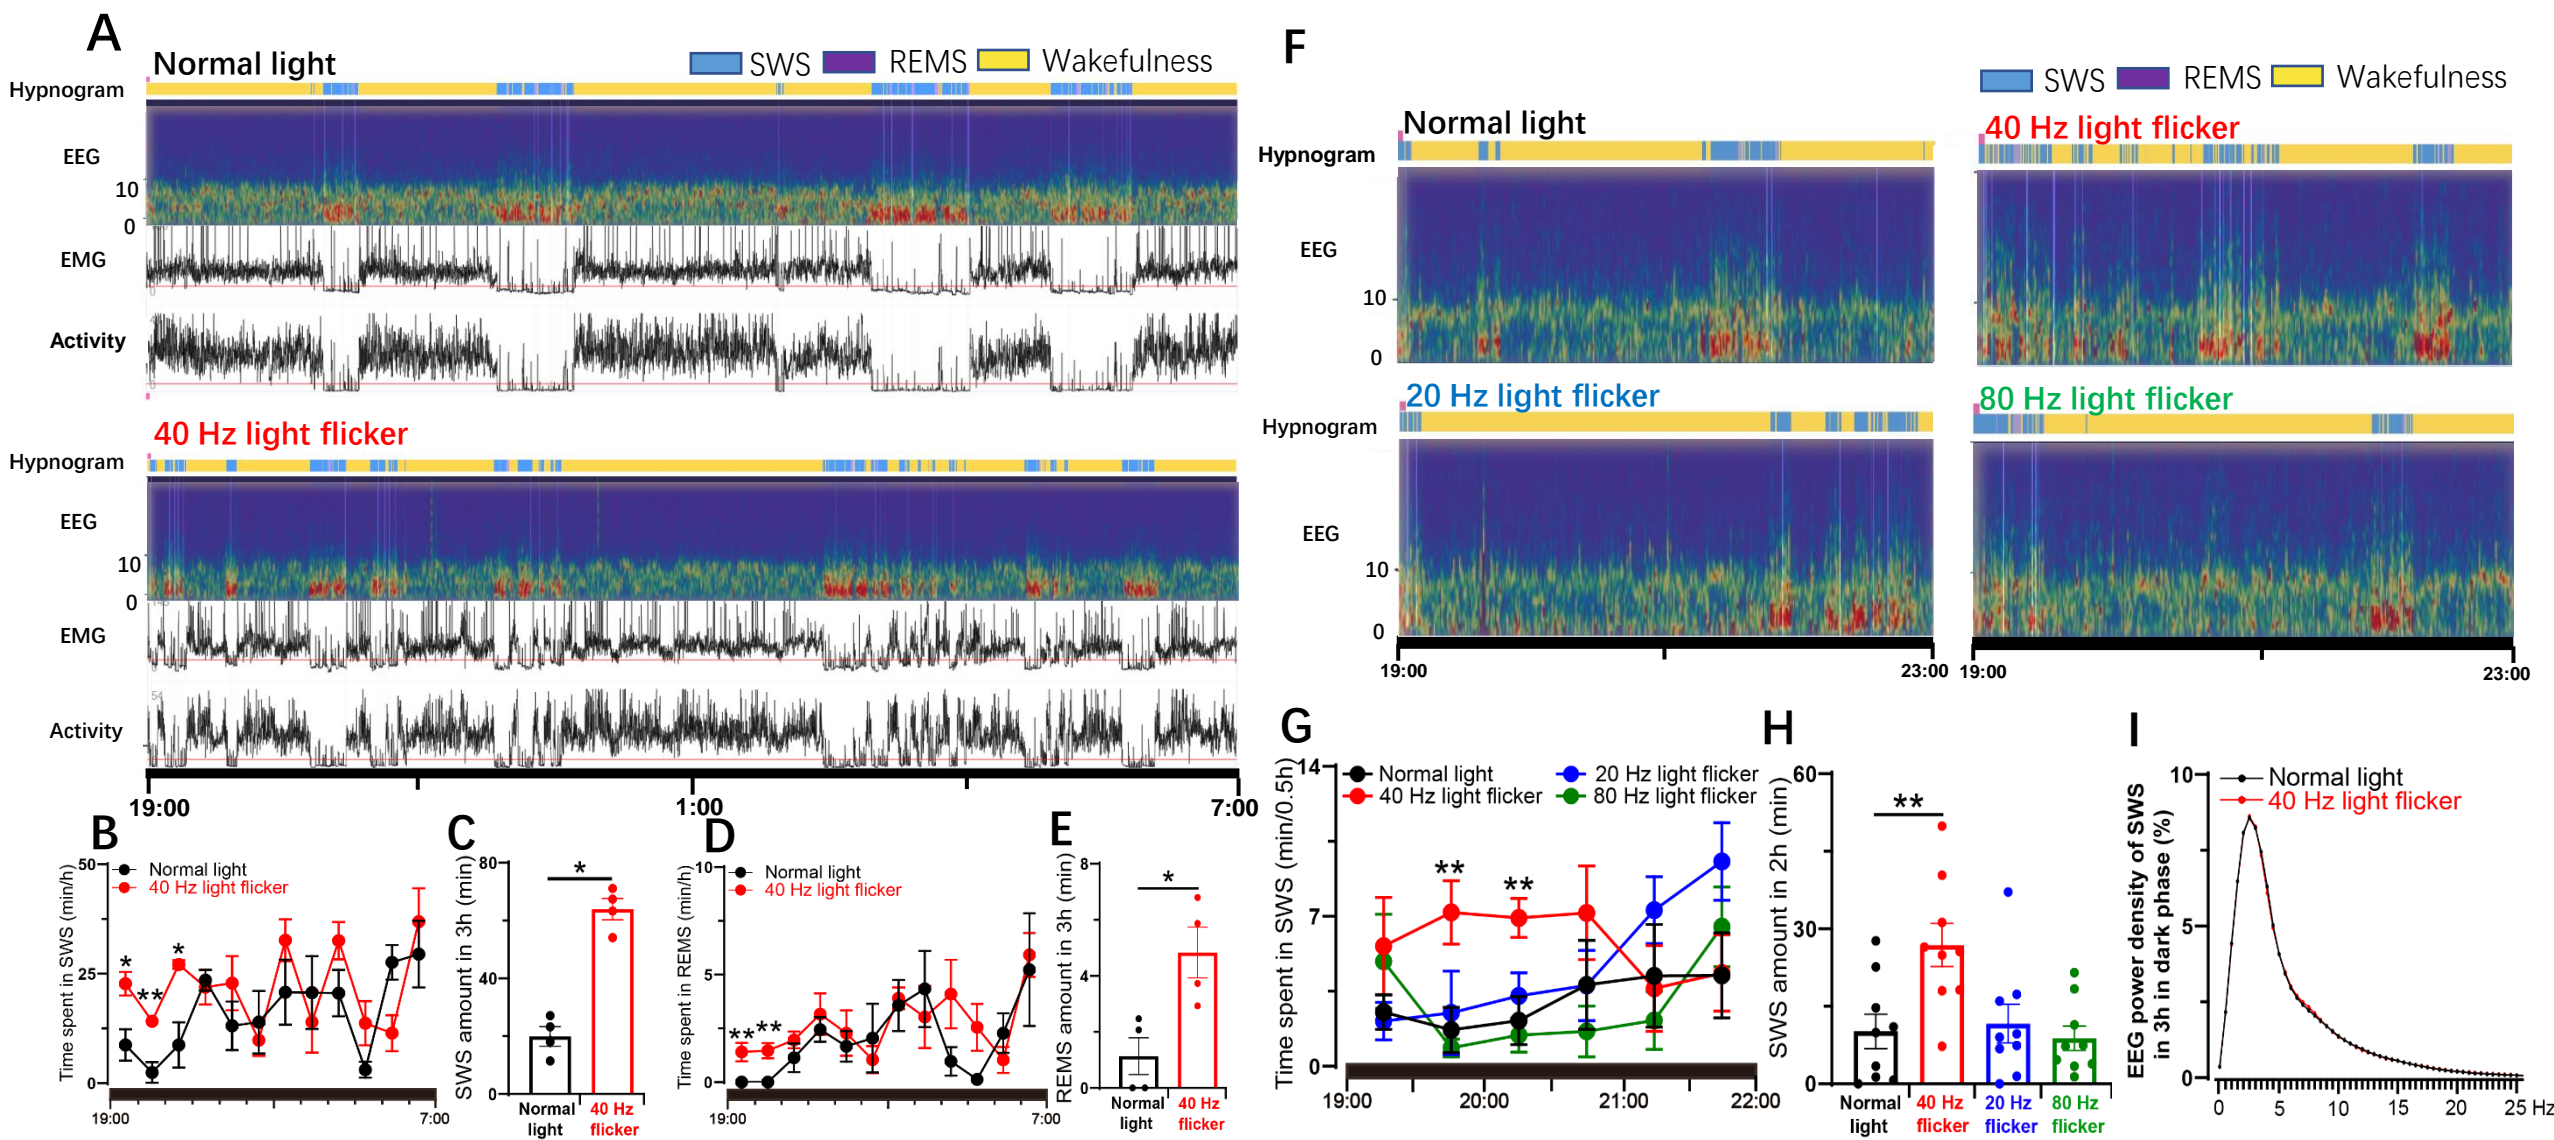 A
Normal light
SWS REMS Wakefulness
Hypnogram
EEG
10
0
EMG
Activity
40 Hz light flicker
Hypnogram
EEG
10
0
EMG
54
Activity
19:00 1:00 7:00
B
Time spent in SWS (min/h)
50
25
0
Normal light
40 Hz light flicker
*
**
*
19:00 7:00
C
SWS amount in 3h (min)
80
40
0
*
Normal light
40 Hz flicker
D
Time spent in REMS (min/h)
10
5
0
Normal light
40 Hz light flicker
** **
19:00 7:00
E
REMS amount in 3h (min)
8
4
0
*
Normal light
40 Hz flicker
F
SWS REMS Wakefulness
Normal light
40 Hz light flicker
Hypnogram
EEG
10
0
20 Hz light flicker
80 Hz light flicker
Hypnogram
EEG
10
0
19:00 23:00
19:00 23:00
G
Time spent in SWS (min/0.5h)
14
7
0
Normal light
20 Hz light flicker
40 Hz light flicker
80 Hz light flicker
** **
19:00 20:00 21:00 22:00
H
SWS amount in 2h (min)
60
30
0
**
Normal light
40 Hz flicker
20 Hz flicker
80 Hz flicker
I
EEG power density of SWS
in 3h in dark phase (%)
10
5
0
Normal light
40 Hz light flicker
0 5 10 15 20 25 Hz